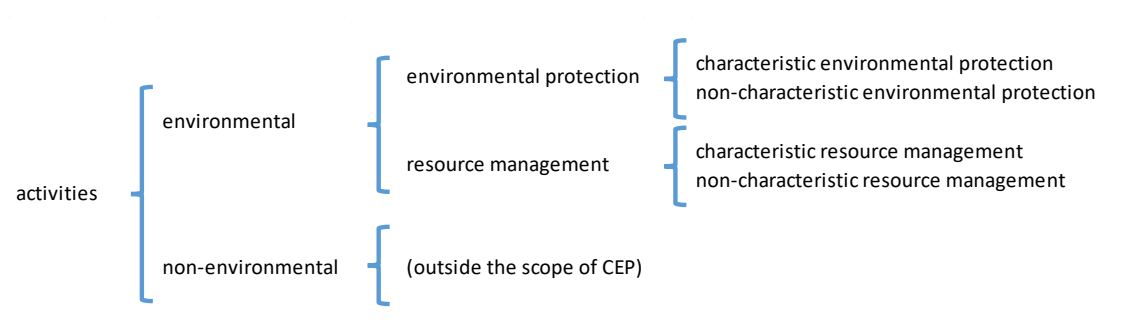 activities
environmental
environmental protection
characteristic environmental protection
non-characteristic environmental protection
resource management
characteristic resource management
non-characteristic resource management
non-environmental
(outside the scope of CEP)